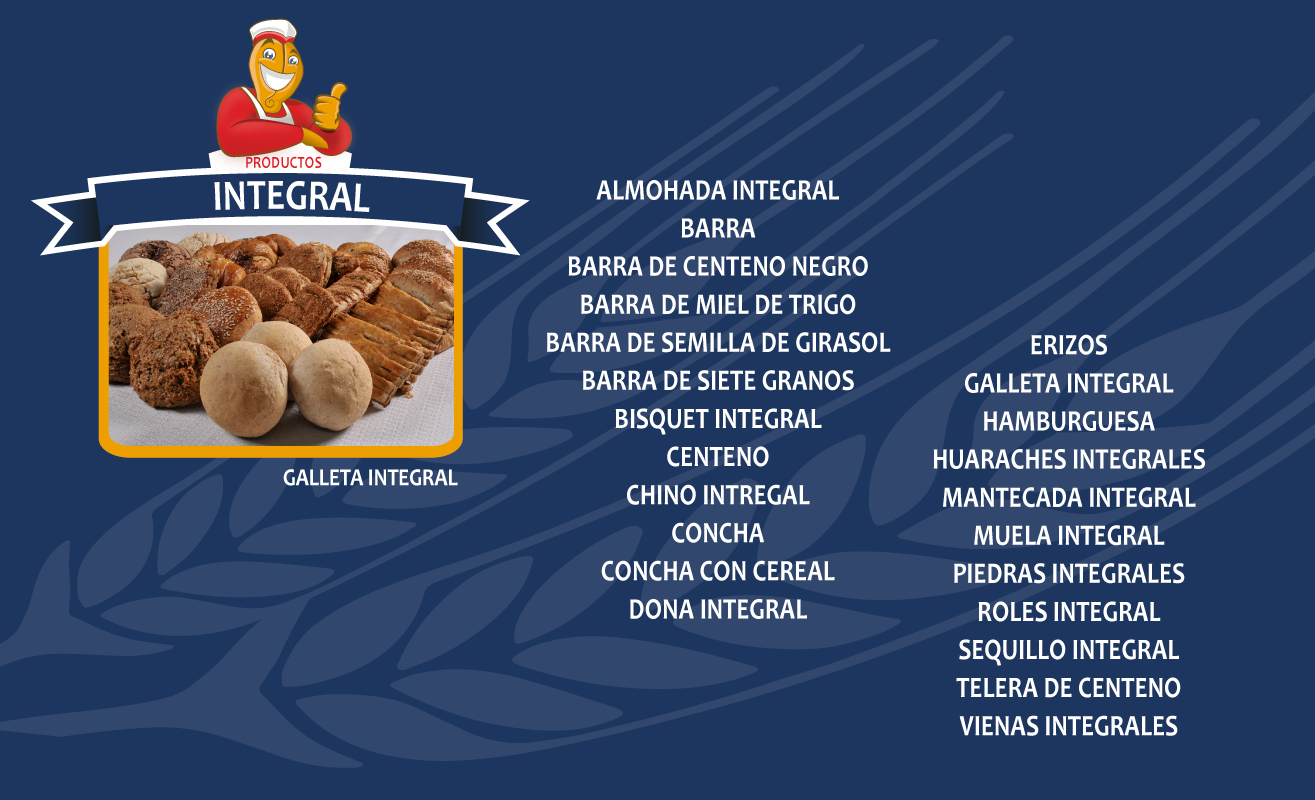 PRODUCTOS
INTEGRAL
GALLETA INTEGRAL
ALMOHADA INTEGRAL
BARRA
BARRA DE CENTENO NEGRO
BARRA DE MIEL DE TRIGO
BARRA DE SEMILLA DE GIRASOL
BARRA DE SIETE GRANOS
BISQUET INTEGRAL
CENTENO
CHINO INTREGAL
CONCHA
CONCHA CON CEREAL
DONA INTEGRAL
ERIZOS
GALLETA INTEGRAL
HAMBURGUESA
HUARACHES INTEGRALES
MANTECADA INTEGRAL
MUELA INTEGRAL
PIEDRAS INTEGRALES
ROLES INTEGRAL
SEQUILLO INTEGRAL
TELERA DE CENTENO
VIENAS INTEGRALES